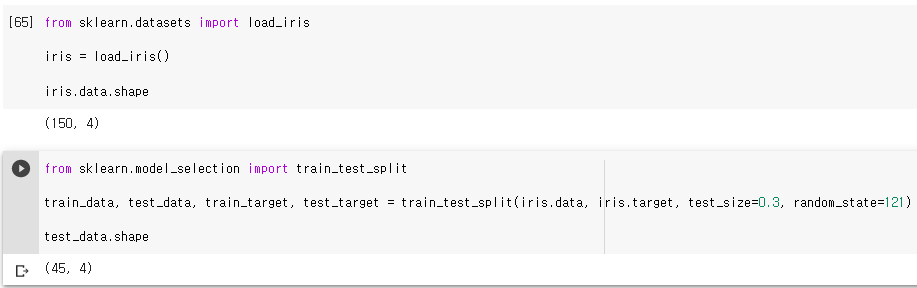 [65] from sklearn.datasets import load_iris
iris = load_iris()
iris.data.shape
(150, 4)
from sklearn.model_selection import train_test_split
train_data, test_data, train_target, test_target = train_test_split(iris.data, iris.target, test_size=0.3, random_state=121)
test_data.shape
(45, 4)